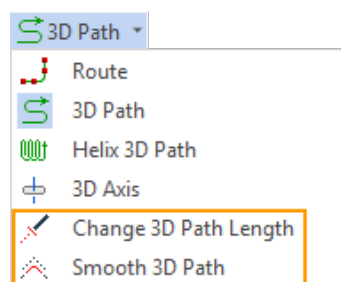 3D Path
Route
3D Path
Helix 3D Path
3D Axis
Change 3D Path Length
Smooth 3D Path